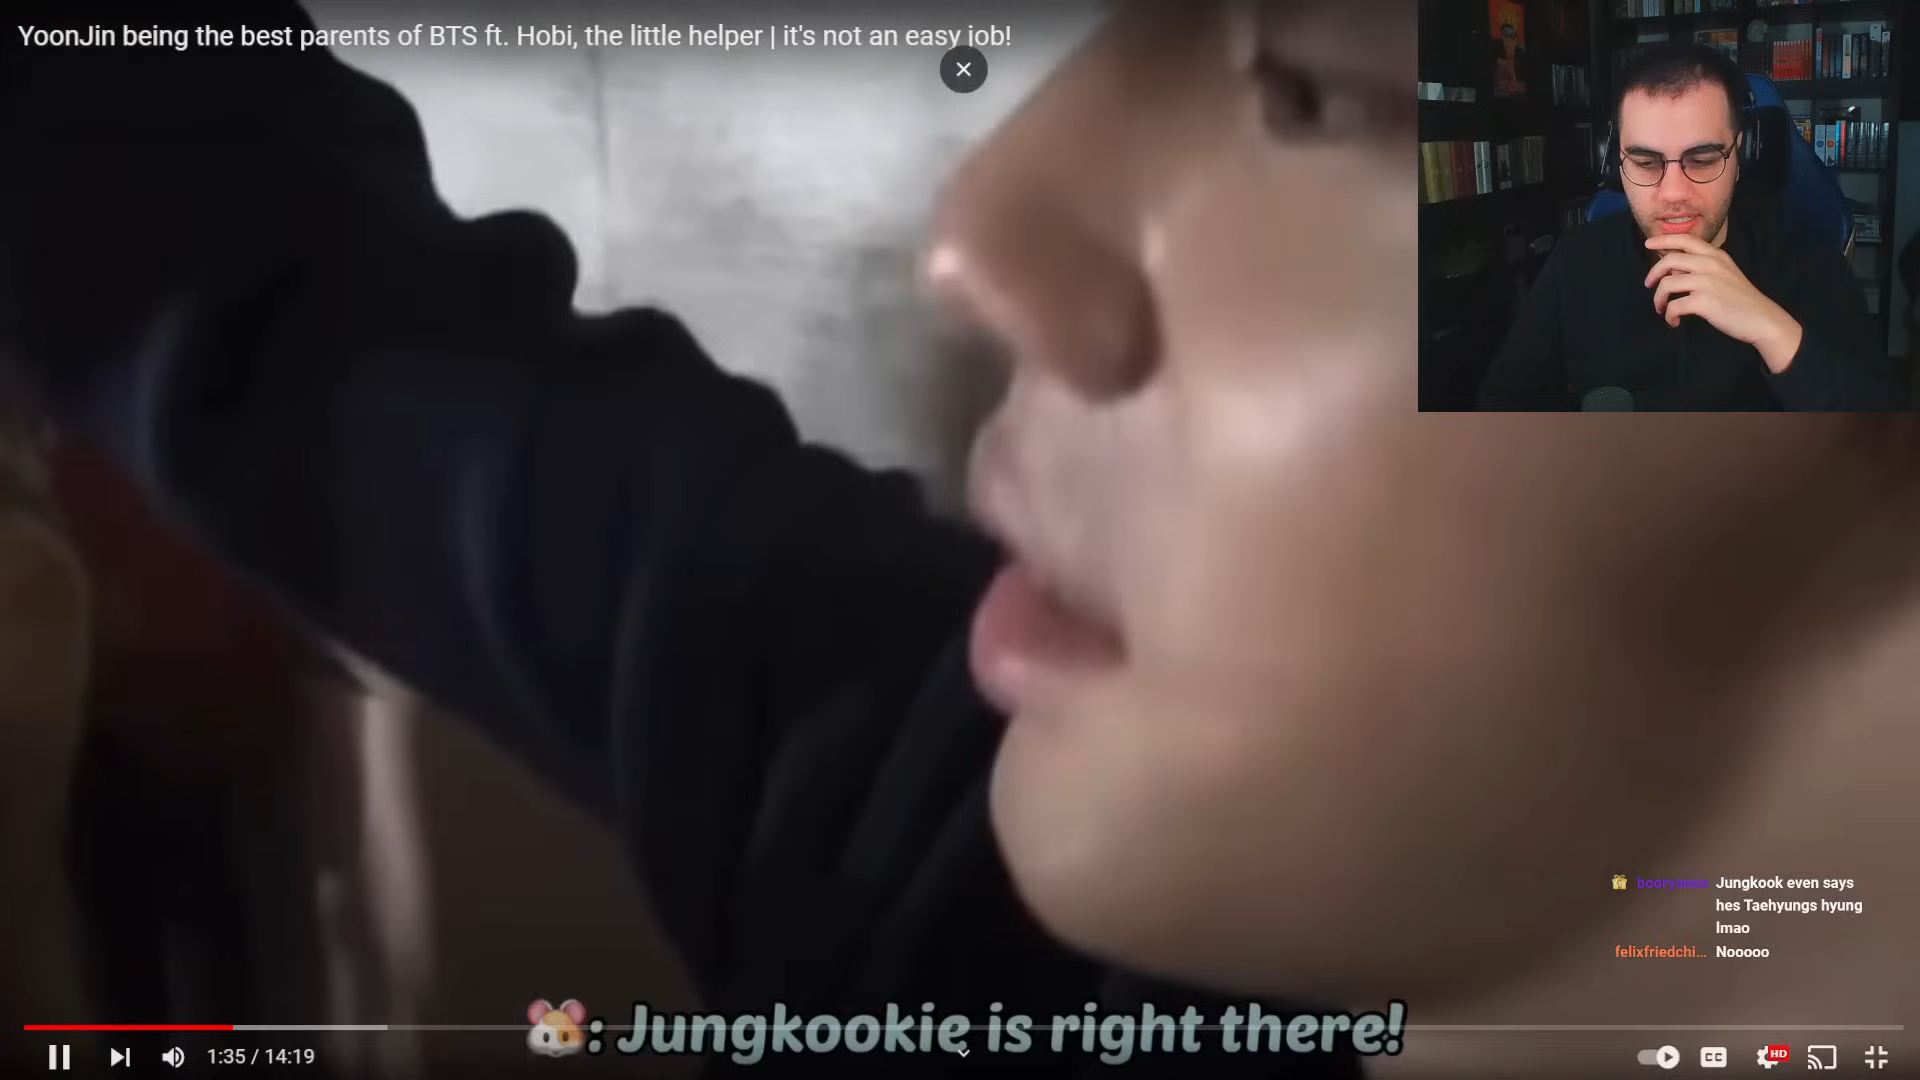 YoonJin being the best parents of BTS ft. Hobi, the little helper | it's not an easy job!
Jungkook even says
hes Taehyungs hyung
lmao
felixfriedchi... Nooooo
: Jungkookie is right there!
1:35 / 14:19
CC
HD